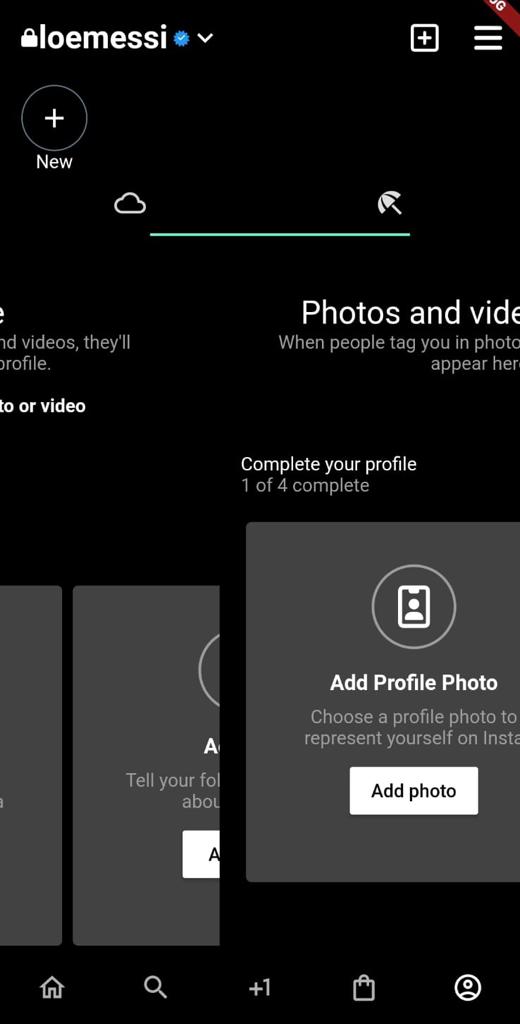 loemessi
New
e
nd videos, they'll
profile.
to or video
Photos and vide
When people tag you in photo
appear her
Complete your profile
1 of 4 complete
Add Profile Photo
Choose a profile photo to
represent yourself on Insta
Add photo
A
Tell your fol
abou
A
a
+1